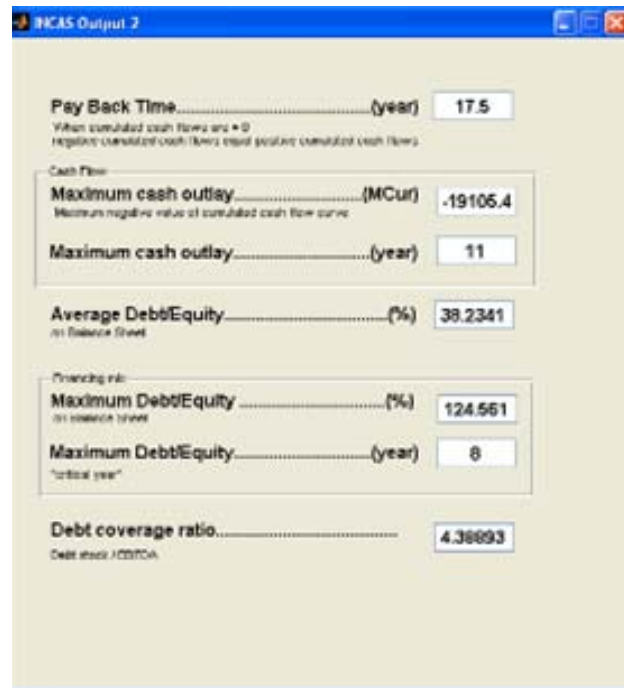 INCAS Output 2
Pay Back Time..........................................(year) 17.5
When cumulated cash flows are = 0
negative cumulated cash flows equal positive cumulated cash flows
Cash Flow
Maximum cash outlay..........................(MCur) -19105.4
Maximum negative value of cumulated cash flow curve
Maximum cash outlay.............................(year) 11
Average Debt/Equity...................................(%) 38.2341
on Balance Sheet
Financing mix
Maximum Debt/Equity ...............................(%) 124.561
on Balance Sheet
Maximum Debt/Equity.............................(year) 8
"critical year"
Debt coverage ratio....................................... 4.38893
Debt stock / EBITDA